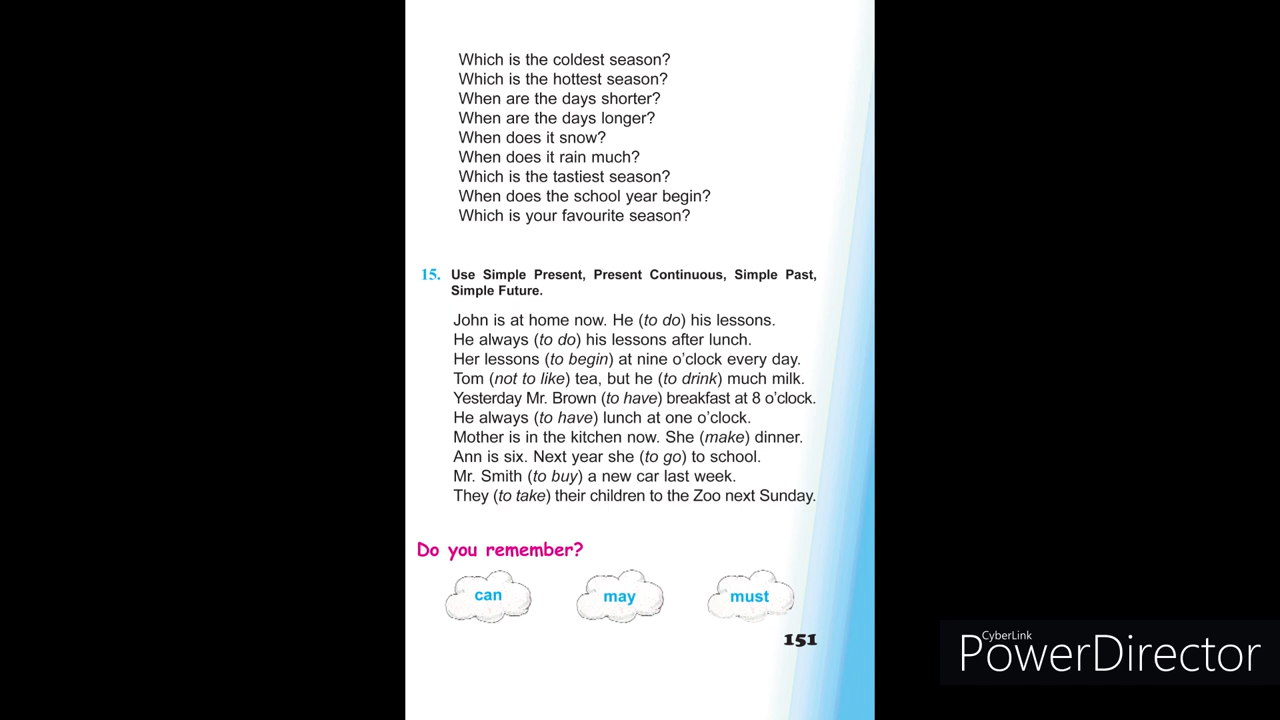 Which is the coldest season?
Which is the hottest season?
When are the days shorter?
When are the days longer?
When does it snow?
When does it rain much?
Which is the tastiest season?
When does the school year begin?
Which is your favourite season?
15. Use Simple Present, Present Continuous, Simple Past,
Simple Future.
John is at home now. He (to do) his lessons.
He always (to do) his lessons after lunch.
Her lessons (to begin) at nine o'clock every day.
Tom (not to like) tea, but he (to drink) much milk.
Yesterday Mr. Brown (to have) breakfast at 8 o'clock.
He always (to have) lunch at one o'clock.
Mother is in the kitchen now. She (make) dinner.
Ann is six. Next year she (to go) to school.
Mr. Smith (to buy) a new car last week.
They (to take) their children to the Zoo next Sunday.
Do you remember?
can may must
151
CyberLink
PowerDirector